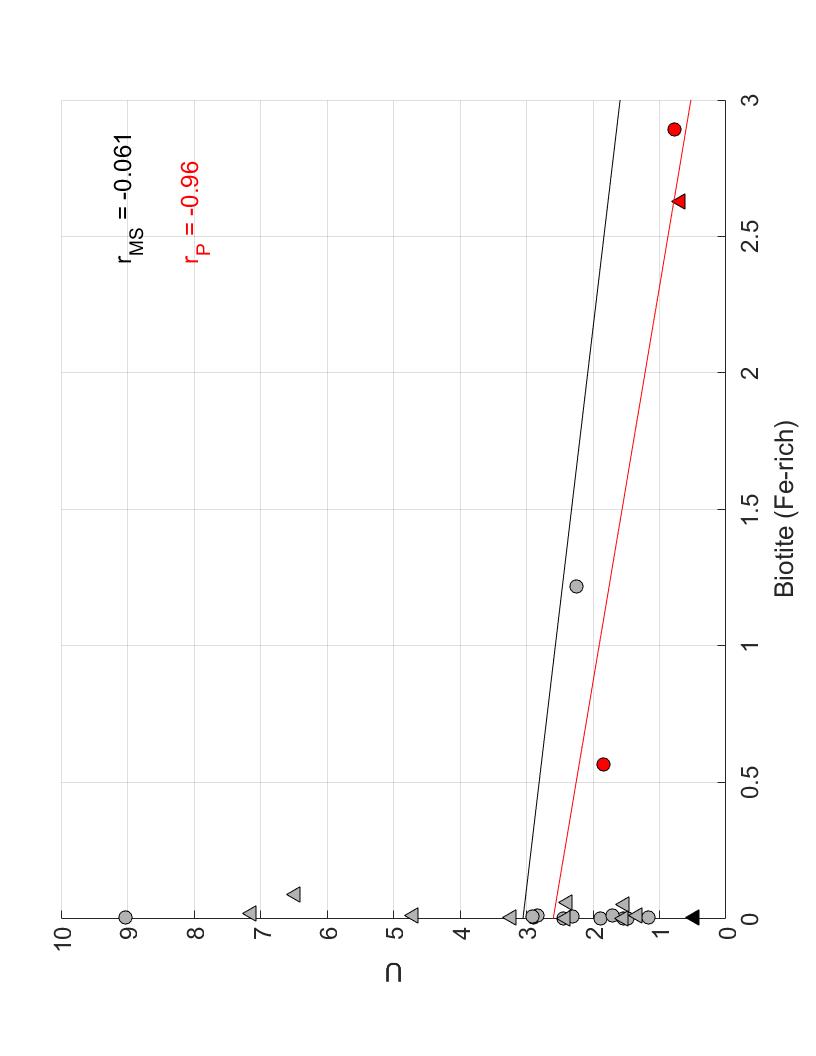 10
9
8
7
6
5
4
3
2
1
0
U
r_MS = -0.061
r_P = -0.96
0 0.5 1 1.5 2 2.5 3
Biotite (Fe-rich)